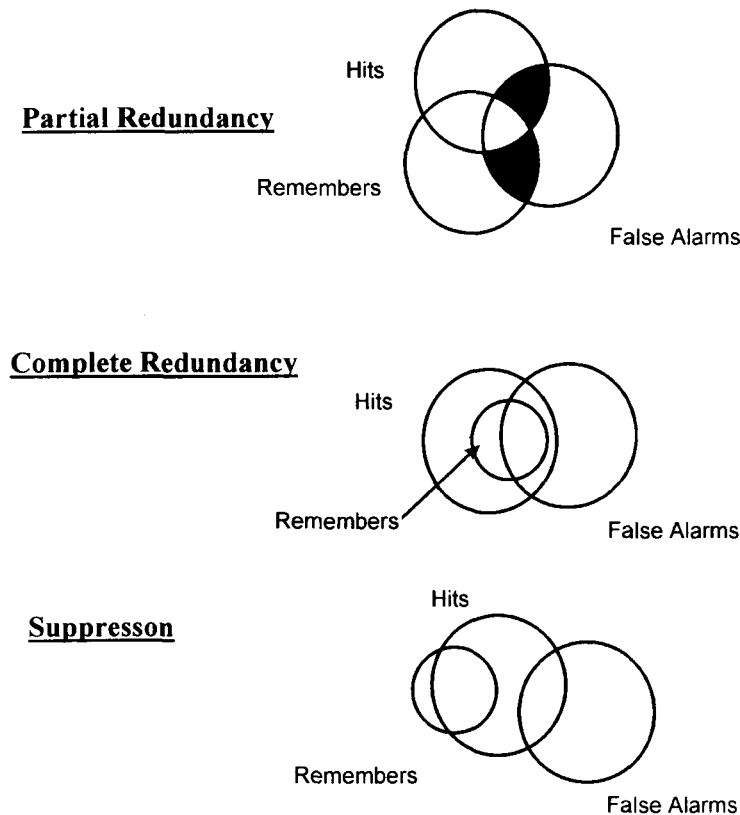 Hits
Partial Redundancy
Remembers
False Alarms
Complete Redundancy
Hits
Remembers
False Alarms
Hits
Suppresson
Remembers
False Alarms